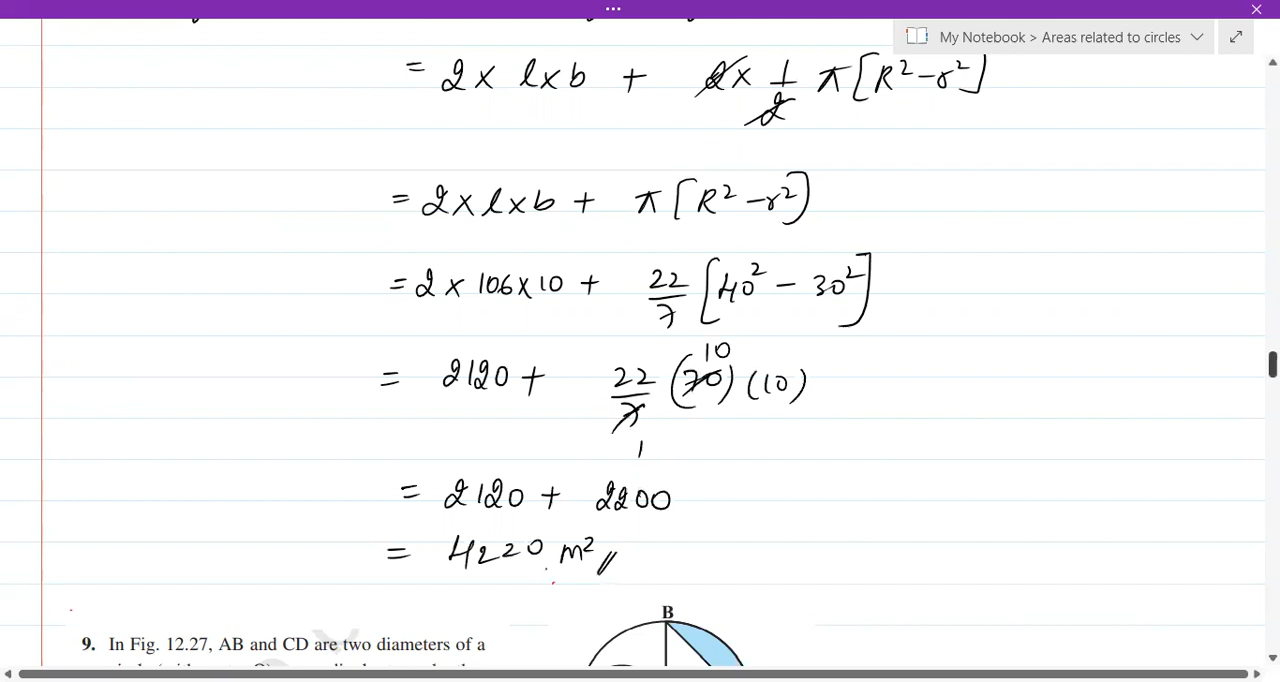 ...
My Notebook > Areas related to circles
= 2 x l x b + 2 x 1/2 π [R² - r²]
= 2 x l x b + π [R² - r²]
= 2 x 106 x 10 + 22/7 [40² - 30²]
10
= 2120 + 22/7 (70) (10)
1
= 2120 + 2200
= 4220 m² //
B
9. In Fig. 12.27, AB and CD are two diameters of a